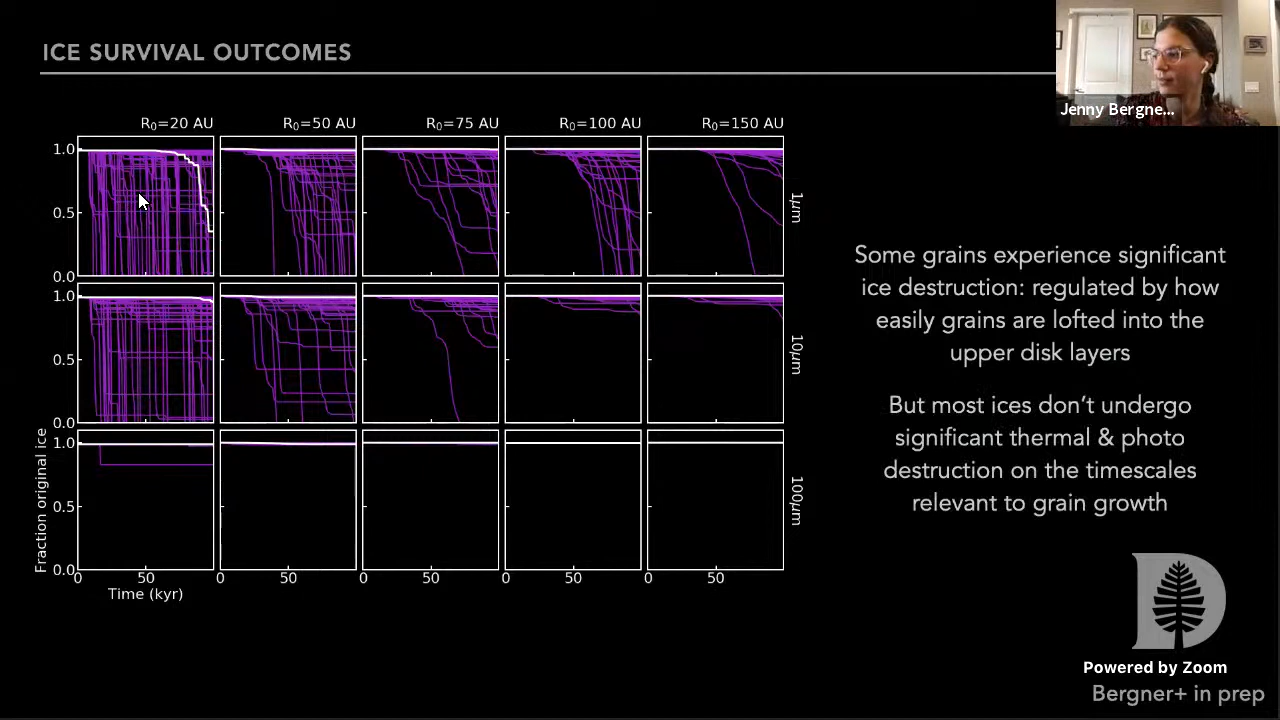 ICE SURVIVAL OUTCOMES
Jenny Bergne...
R₀=20 AU R₀=50 AU R₀=75 AU R₀=100 AU R₀=150 AU
1.0
0.5
0.0
1μm
1.0
0.5
0.0
10μm
1.0
0.5
0.0
100μm
Fraction original ice
0 50 0 50 0 50 0 50 0 50
Time (kyr)
Some grains experience significant
ice destruction: regulated by how
easily grains are lofted into the
upper disk layers
But most ices don’t undergo
significant thermal & photo
destruction on the timescales
relevant to grain growth
D
Powered by Zoom
Bergner+ in prep